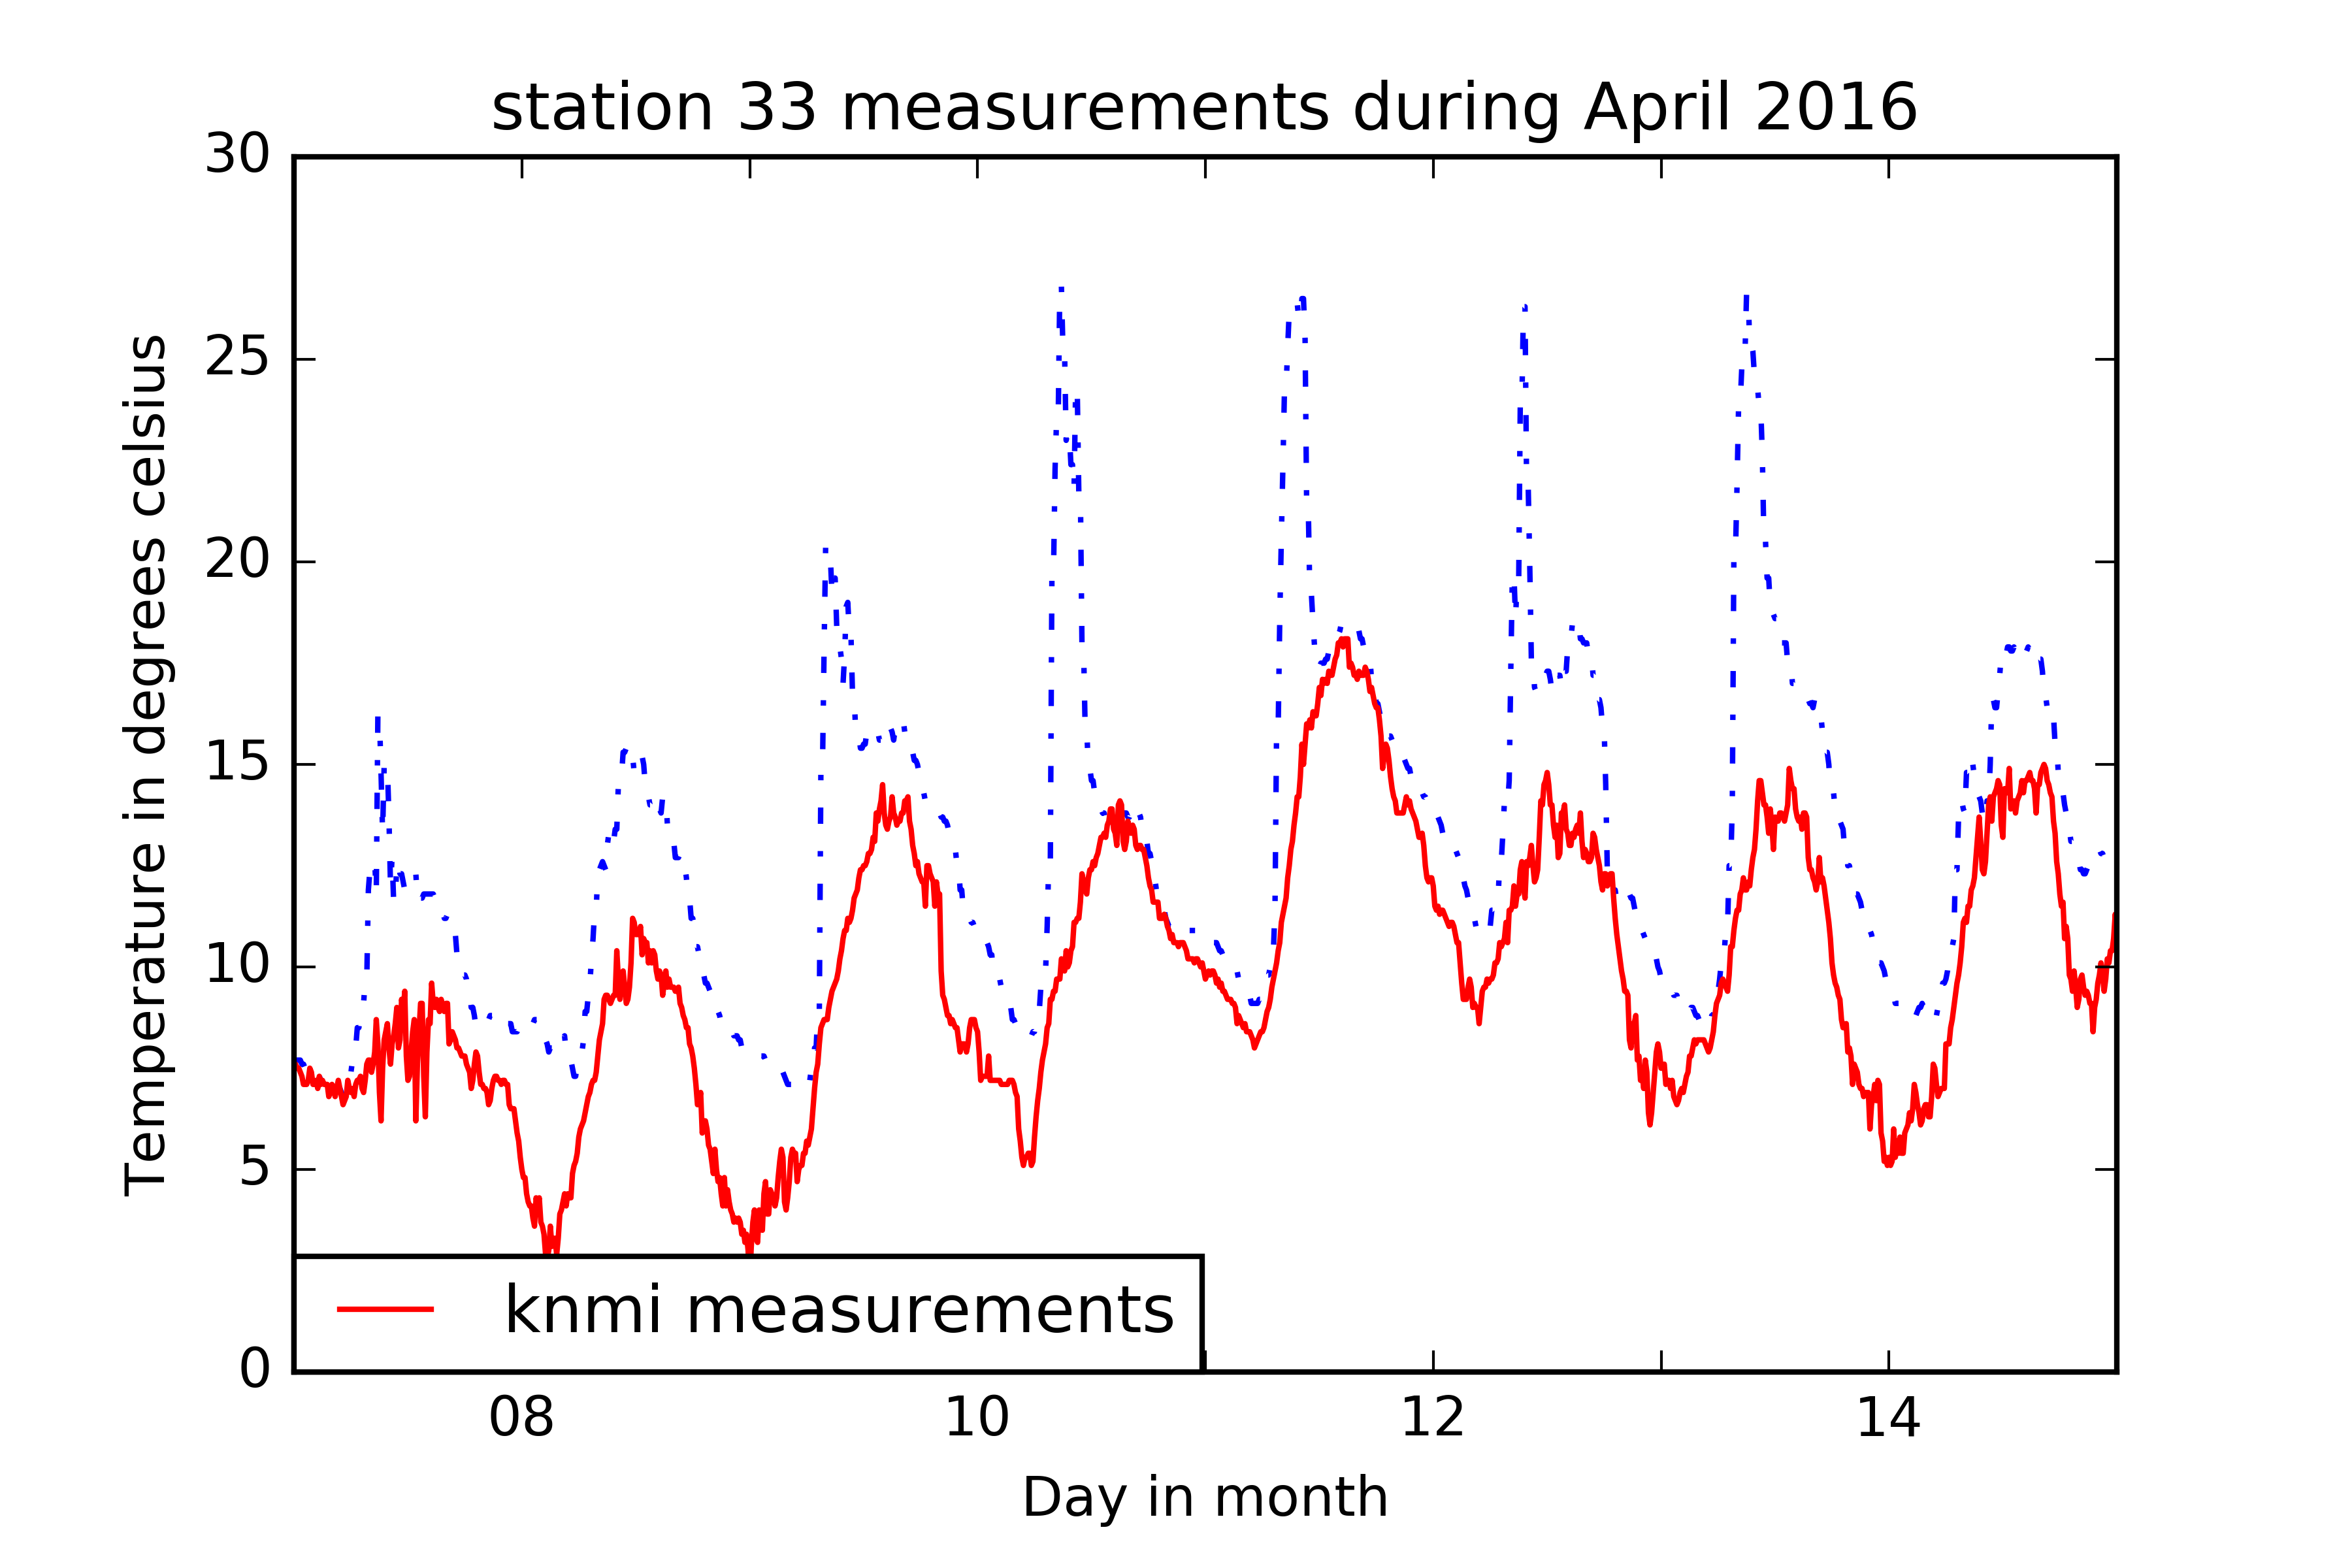 station 33 measurements during April 2016
30
25
20
15
10
5
0
Temperature in degrees celsius
knmi measurements
08 10 12 14
Day in month